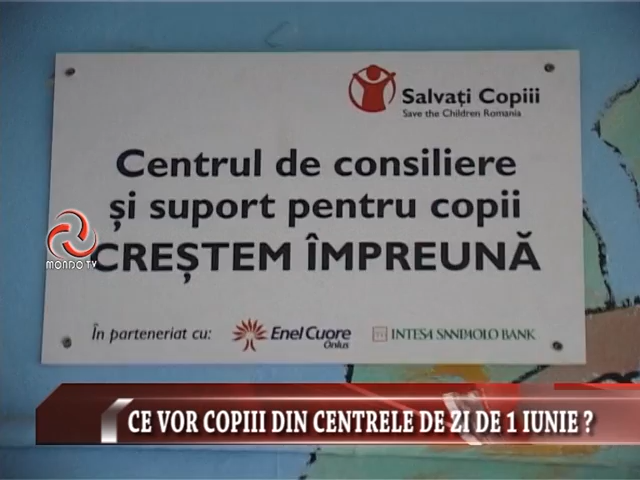 Salvați Copiii
Save the Children Romania
Centrul de consiliere
și suport pentru copii
CREȘTEM ÎMPREUNĂ
MONDO TV
În parteneriat cu:
Enel Cuore
Onlus
INTESA SANPAOLO BANK
CE VOR COPIII DIN CENTRELE DE ZI DE 1 IUNIE ?